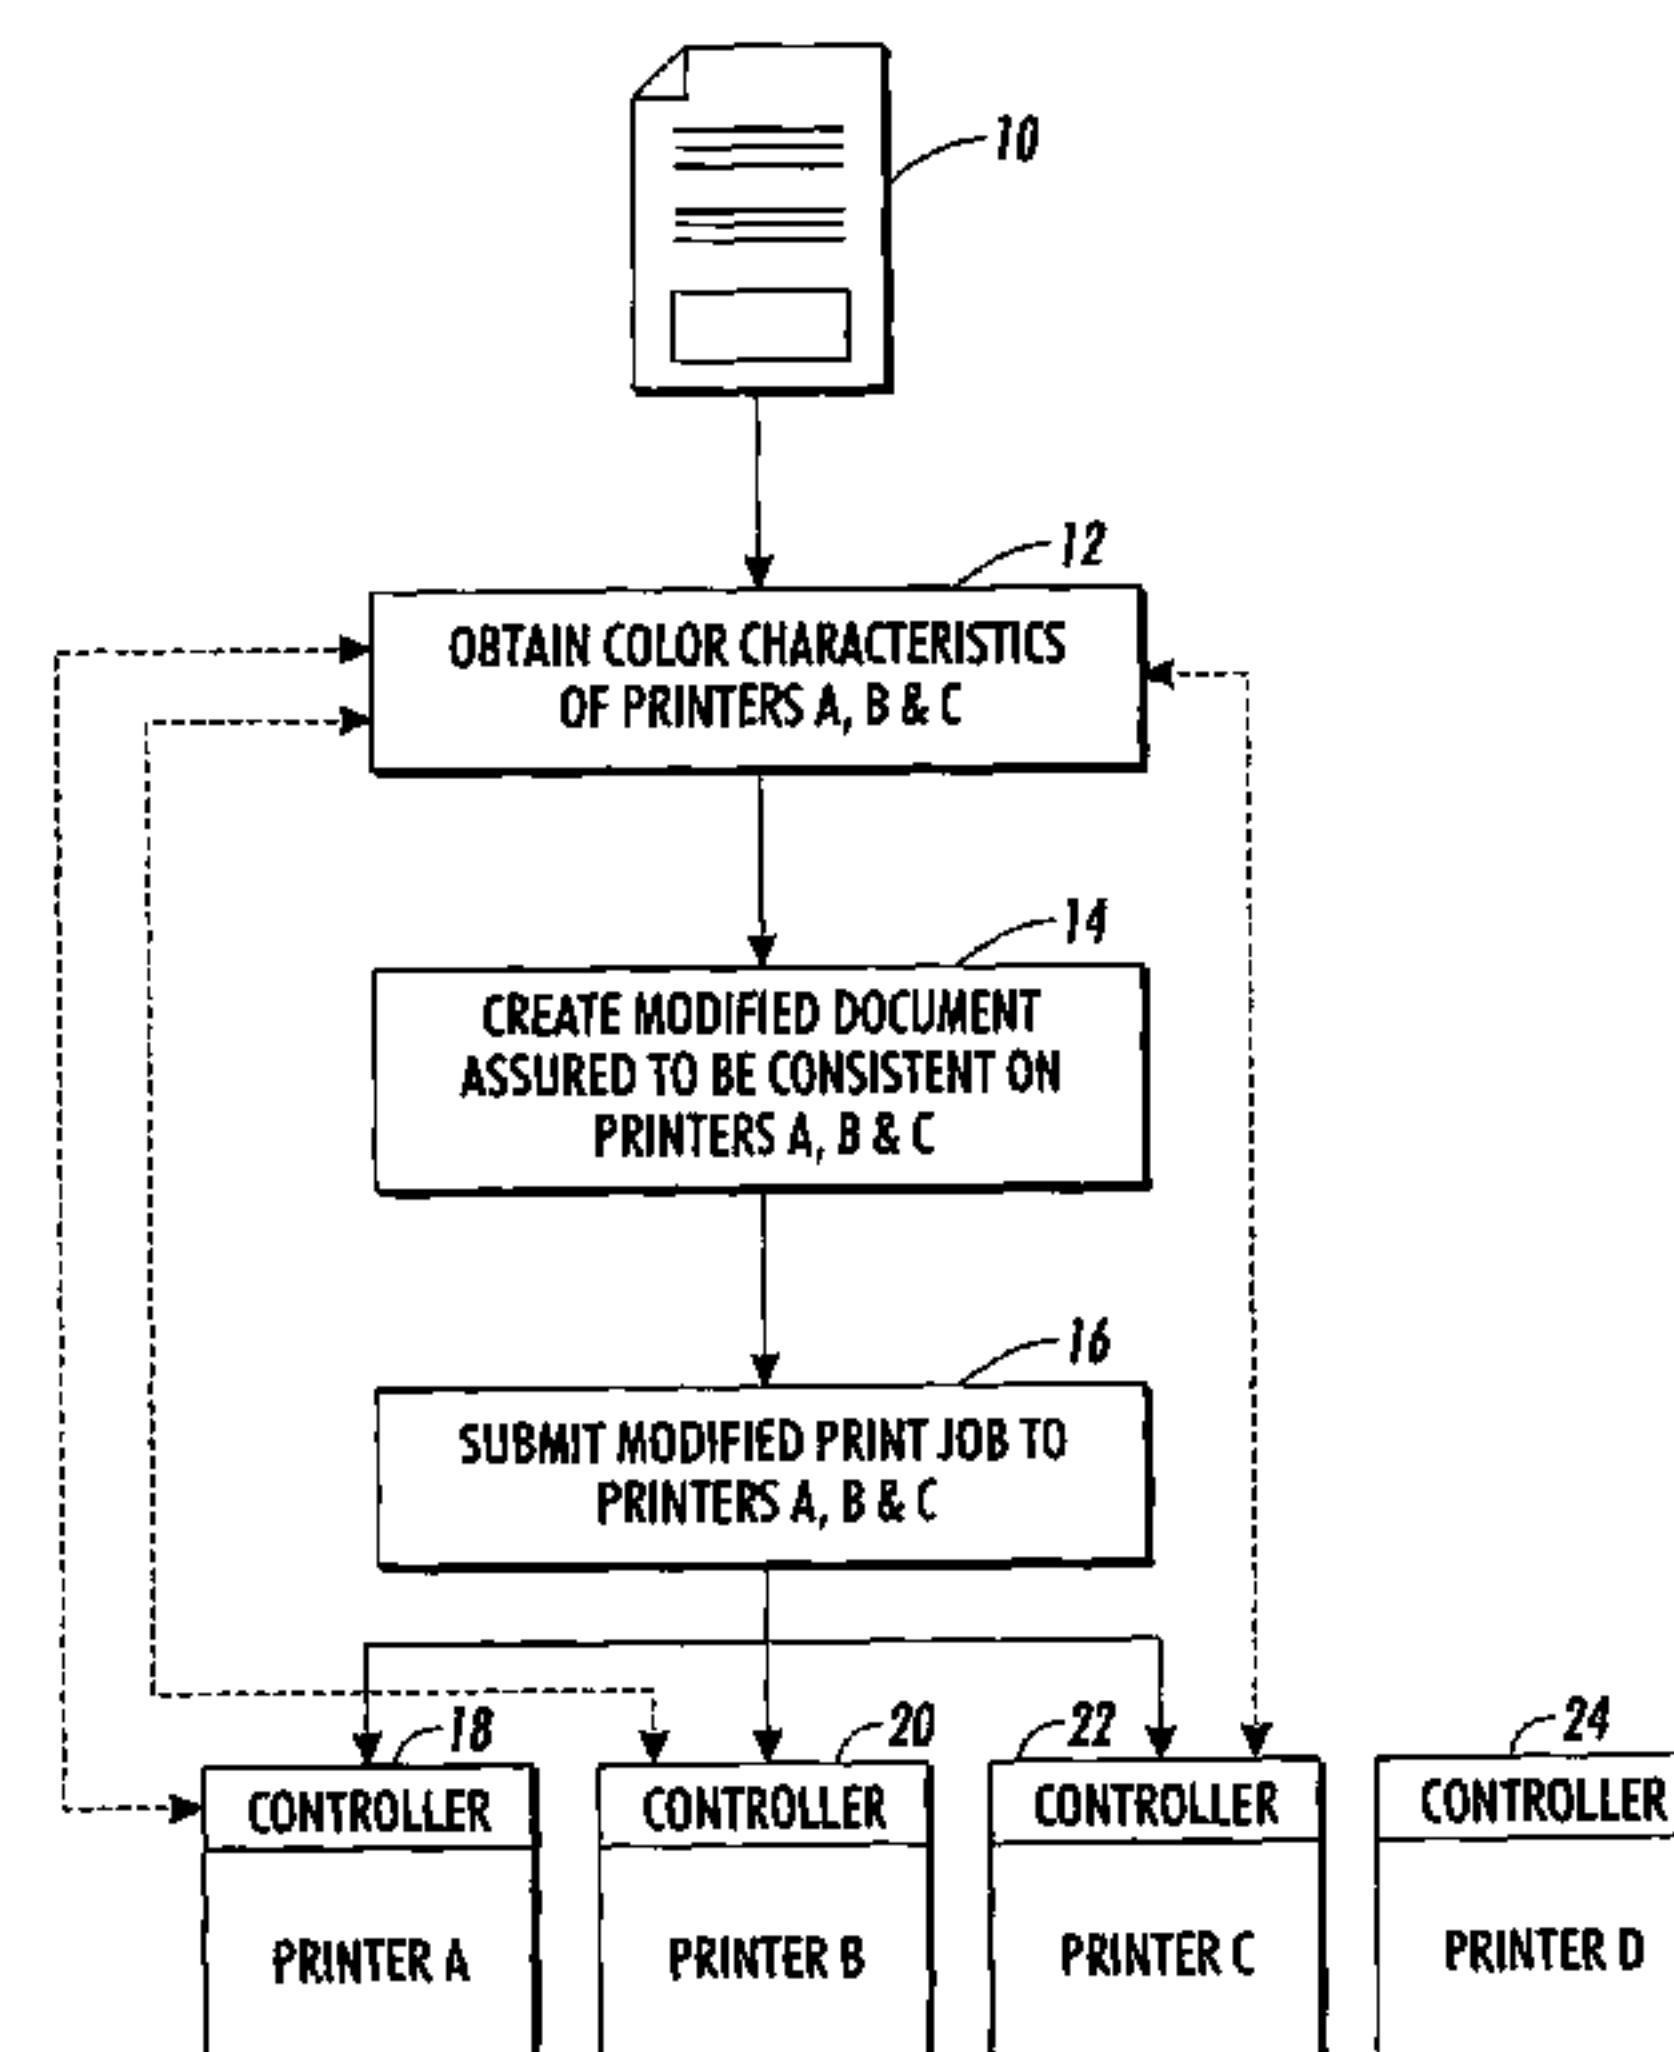 10
12
OBTAIN COLOR CHARACTERISTICS
OF PRINTERS A, B & C
14
CREATE MODIFIED DOCUMENT
ASSURED TO BE CONSISTENT ON
PRINTERS A, B & C
16
SUBMIT MODIFIED PRINT JOB TO
PRINTERS A, B & C
18
20
22
24
CONTROLLER
CONTROLLER
CONTROLLER
CONTROLLER
PRINTER A
PRINTER B
PRINTER C
PRINTER D